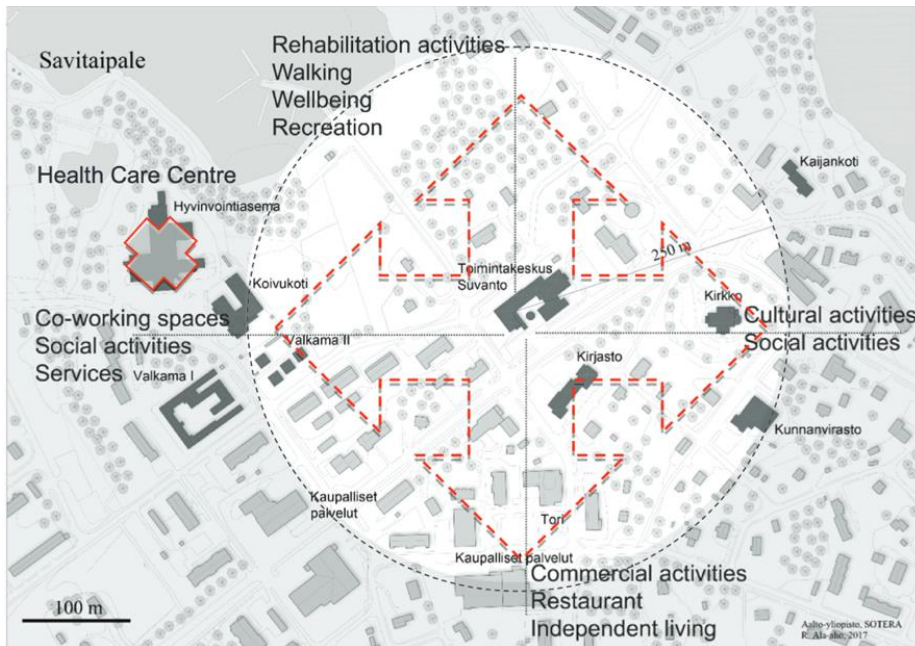 Savitaipale
Rehabilitation activities
Walking
Wellbeing
Recreation
Health Care Centre
Hyvinvointiasema
Kaijankoti
250 m
Koivukoti
Toimintakeskus
Suvanto
Kirkko
Co-working spaces
Social activities
Services
Valkama II
Valkama I
Cultural activities
Social activities
Kirjasto
Kunnanvirasto
Kaupalliset
palvelut
Tori
Kaupalliset palvelut
Commercial activities
Restaurant
Independent living
100 m
Aalto-yliopisto, SOTERA
R. Ala-aho, 2017